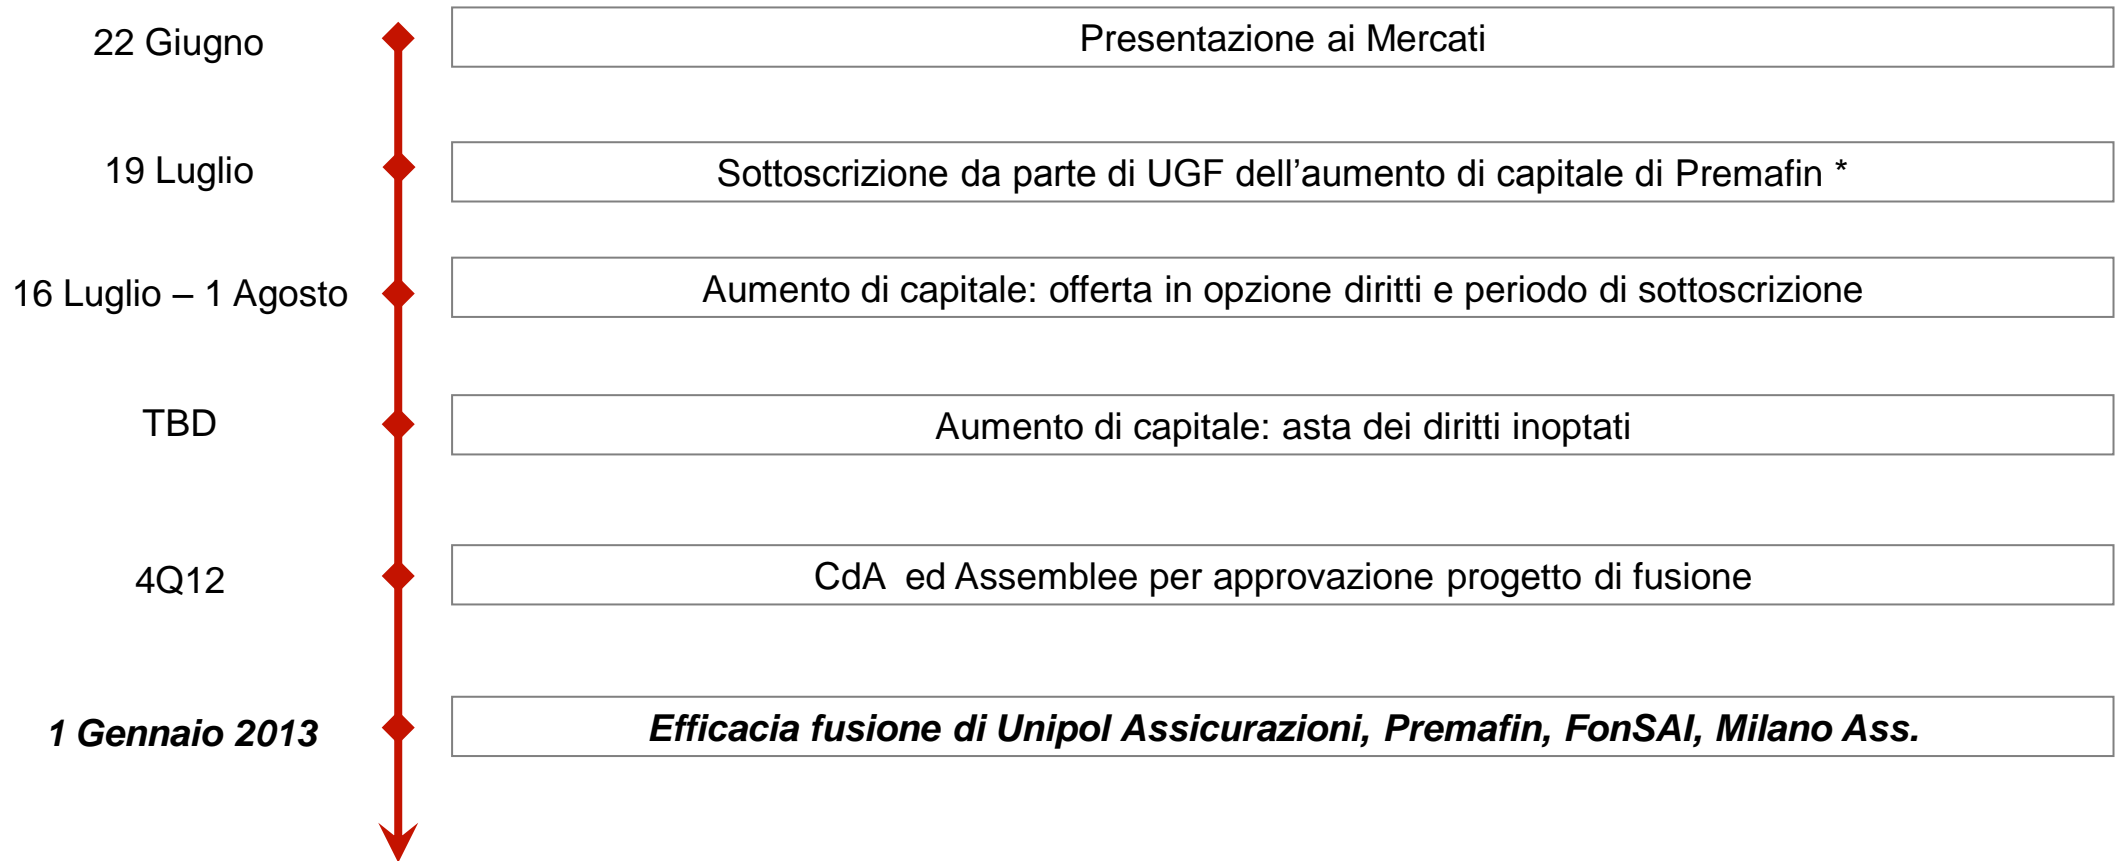 22 Giugno
Presentazione ai Mercati
19 Luglio
Sottoscrizione da parte di UGF dell’aumento di capitale di Premafin *
16 Luglio – 1 Agosto
Aumento di capitale: offerta in opzione diritti e periodo di sottoscrizione
TBD
Aumento di capitale: asta dei diritti inoptati
4Q12
CdA ed Assemblee per approvazione progetto di fusione
1 Gennaio 2013
Efficacia fusione di Unipol Assicurazioni, Premafin, FonSAI, Milano Ass.